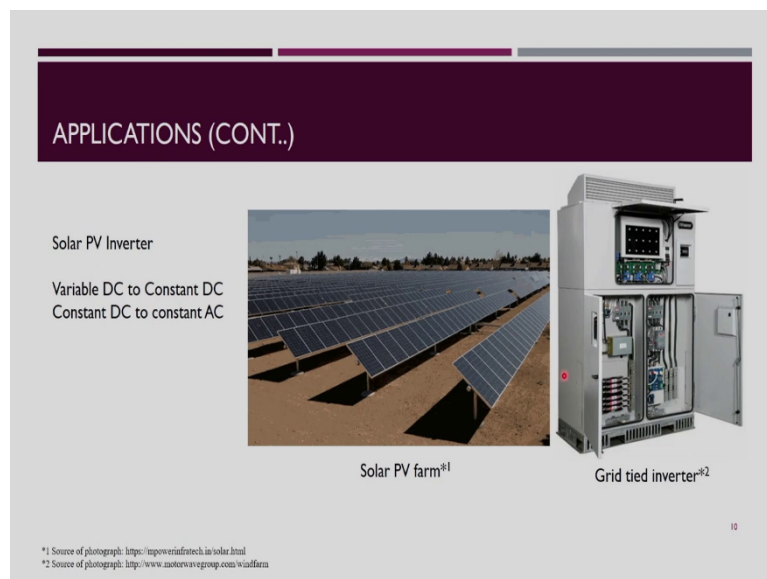 APPLICATIONS (CONT..)
Solar PV Inverter
Variable DC to Constant DC
Constant DC to constant AC
Solar PV farm*1
Grid tied inverter*2
10
*1 Source of photograph: https://mpowerinfratech.in/solar.html
*2 Source of photograph: http://www.motorwavegroup.com/windfarm